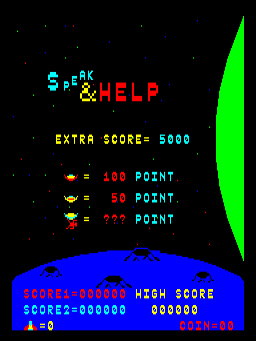 SPEAK
&HELP
EXTRA SCORE= 5000
= 100 POINT
= 50 POINT
= ??? POINT
SCORE1=000000 HIGH SCORE
SCORE2=000000 000000
=0 COIN=00